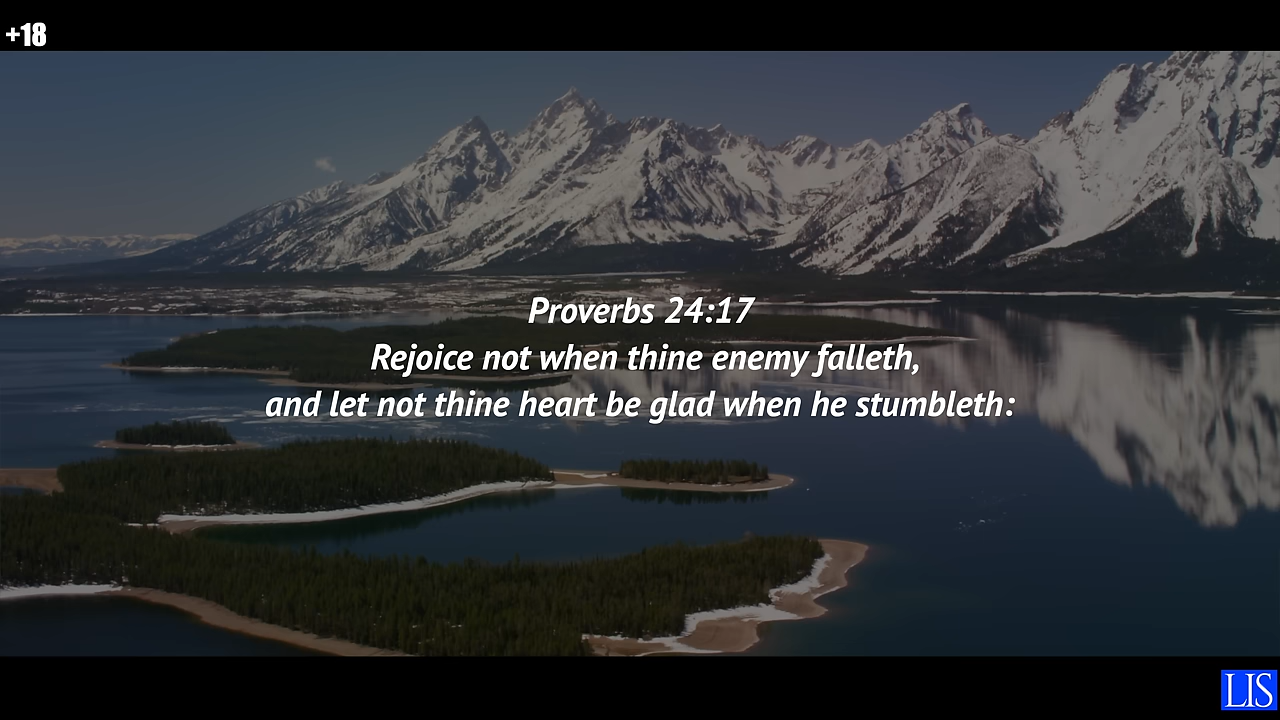 +18
Proverbs 24:17
Rejoice not when thine enemy falleth,
and let not thine heart be glad when he stumbleth:
LIS